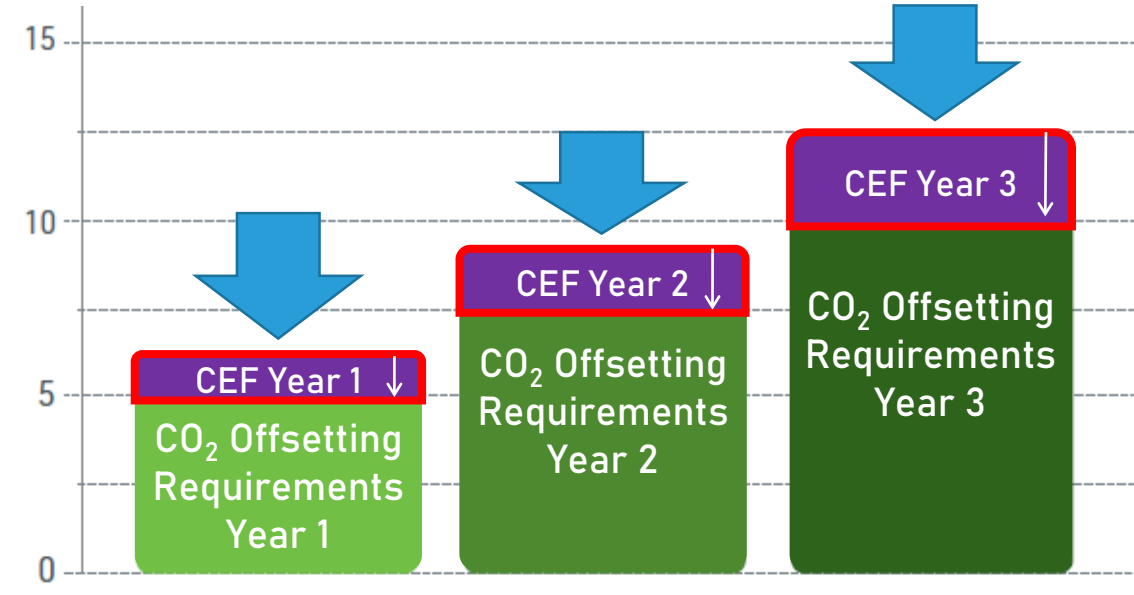 15
10
5
0
CEF Year 1
CO₂ Offsetting
Requirements
Year 1
CEF Year 2
CO₂ Offsetting
Requirements
Year 2
CEF Year 3
CO₂ Offsetting
Requirements
Year 3